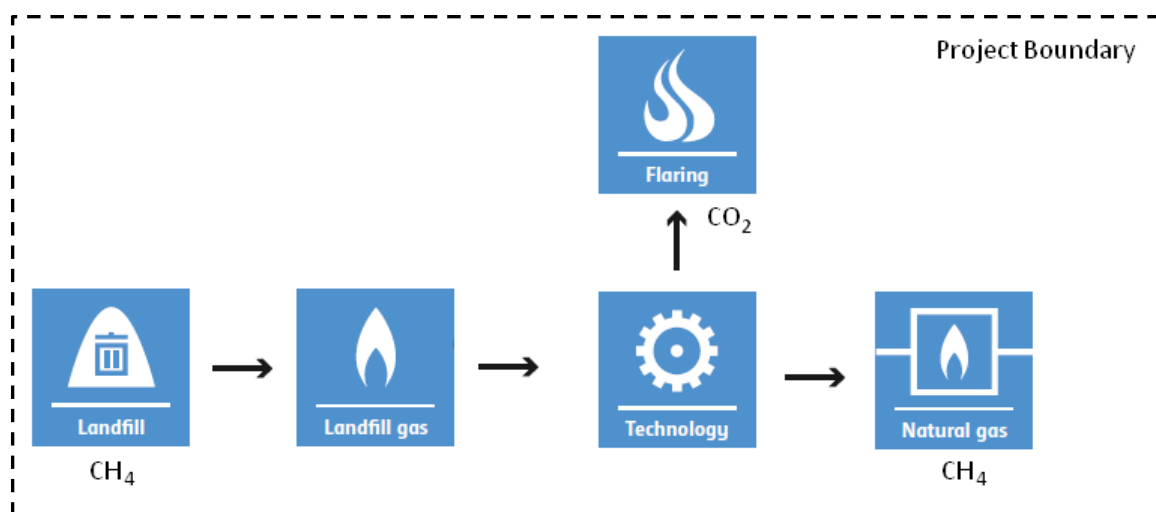 Project Boundary
Flaring
CO₂
Landfill
Landfill gas
Technology
Natural gas
CH₄
CH₄